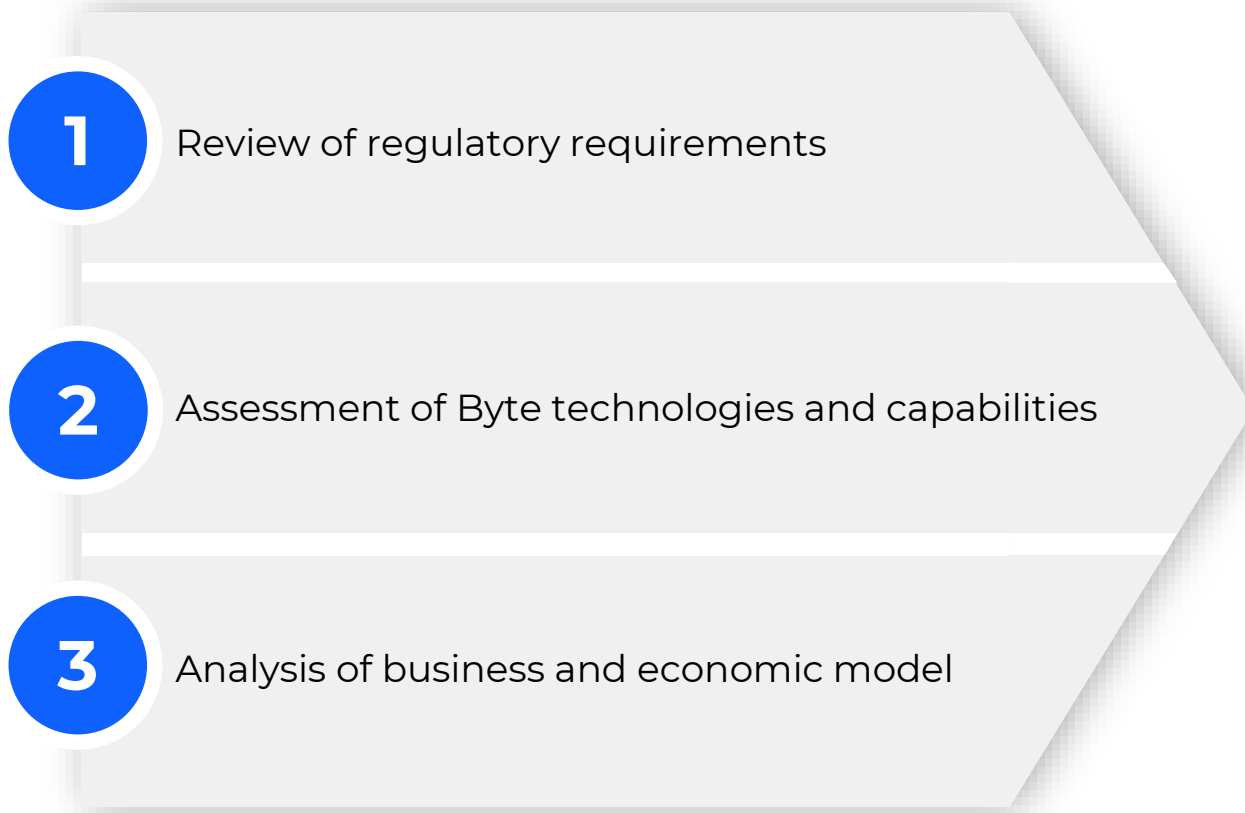 1
Review of regulatory requirements
2
Assessment of Byte technologies and capabilities
3
Analysis of business and economic model